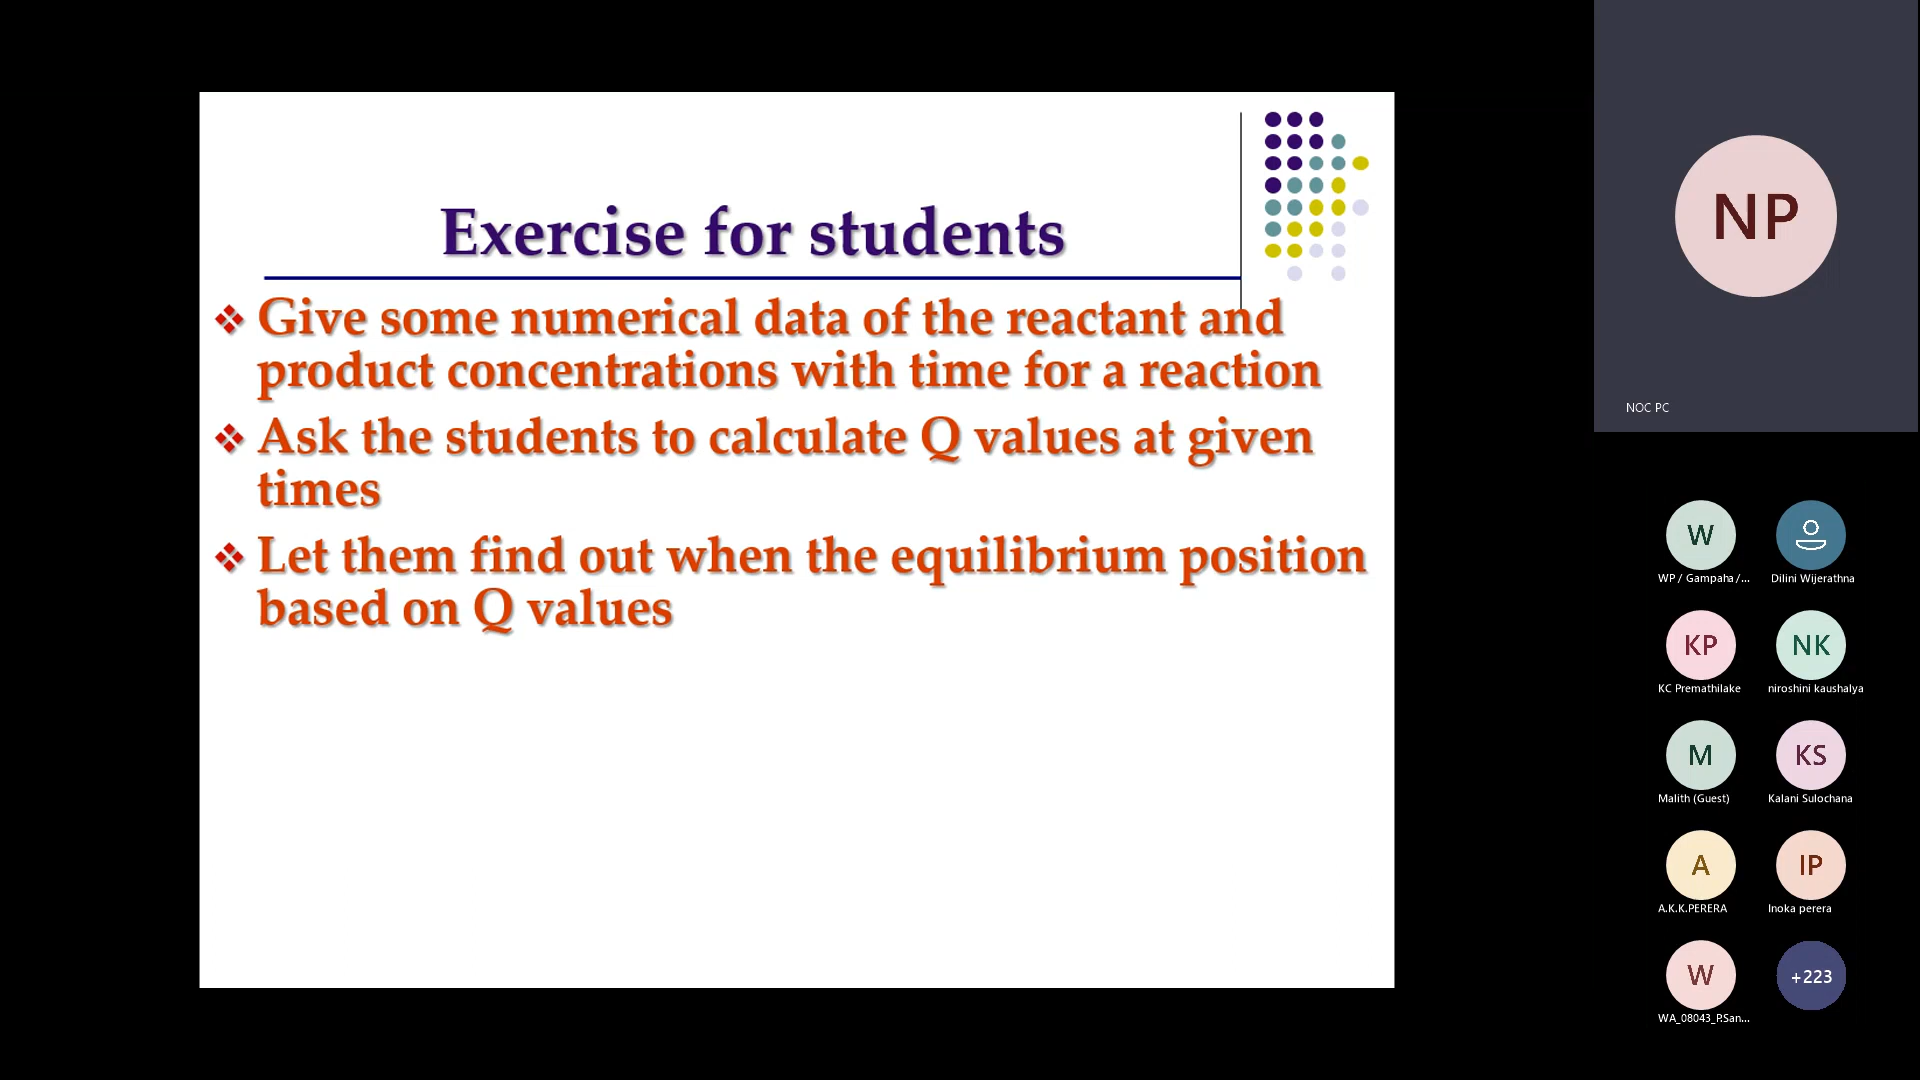 Exercise for students
Give some numerical data of the reactant and
product concentrations with time for a reaction
Ask the students to calculate Q values at given
times
Let them find out when the equilibrium position
based on Q values
NP
NOC PC
W
WP / Gampaha /...
Dilini Wijerathna
KP
KC Premathilake
NK
niroshini kaushalya
M
Malith (Guest)
KS
Kalani Sulochana
A
A.K.K.PERERA
IP
Inoka perera
W
WA_08043_P.San...
+223